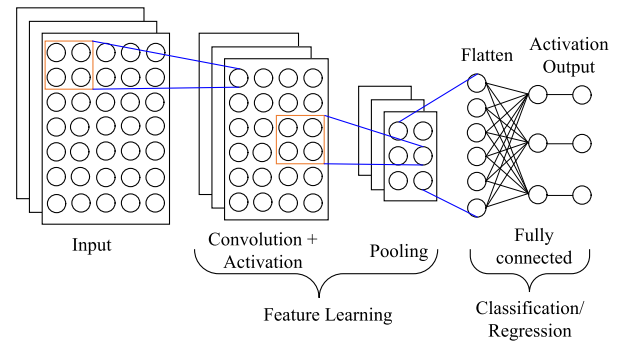 Flatten
Activation
Output
Input
Convolution +
Activation
Pooling
Fully
connected
Feature Learning
Classification/
Regression